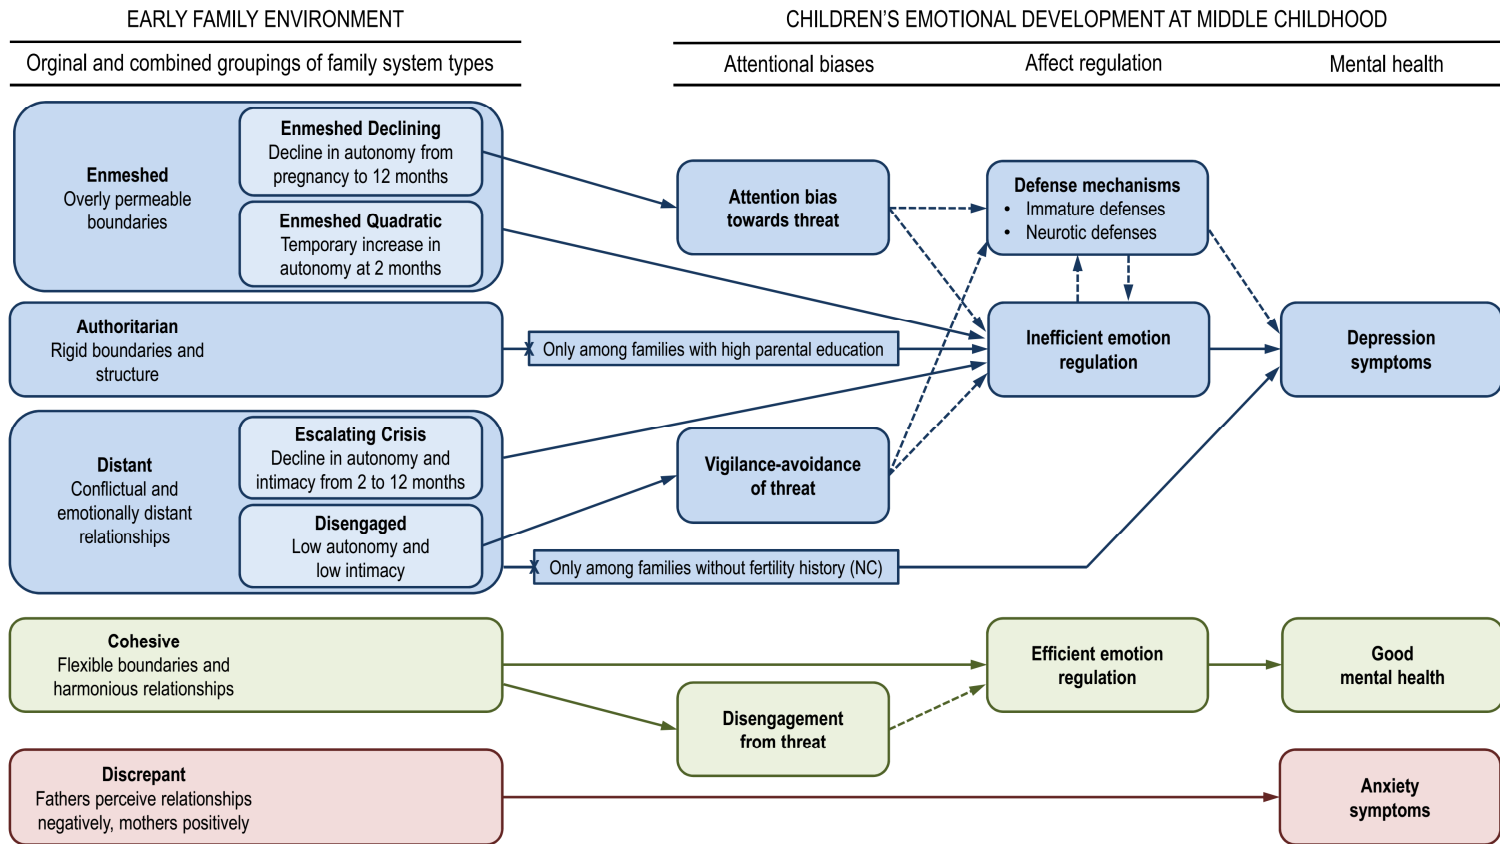 EARLY FAMILY ENVIRONMENT
CHILDREN’S EMOTIONAL DEVELOPMENT AT MIDDLE CHILDHOOD
Orginal and combined groupings of family system types
Attentional biases
Affect regulation
Mental health
Enmeshed
Overly permeable
boundaries
Enmeshed Declining
Decline in autonomy from
pregnancy to 12 months
Enmeshed Quadratic
Temporary increase in
autonomy at 2 months
Attention bias
towards threat
Defense mechanisms
• Immature defenses
• Neurotic defenses
Authoritarian
Rigid boundaries and
structure
X Only among families with high parental education
Inefficient emotion
regulation
Depression
symptoms
Distant
Conflictual and
emotionally distant
relationships
Escalating Crisis
Decline in autonomy and
intimacy from 2 to 12 months
Disengaged
Low autonomy and
low intimacy
Vigilance-avoidance
of threat
X Only among families without fertility history (NC)
Cohesive
Flexible boundaries and
harmonious relationships
Disengagement
from threat
Efficient emotion
regulation
Good
mental health
Discrepant
Fathers perceive relationships
negatively, mothers positively
Anxiety
symptoms